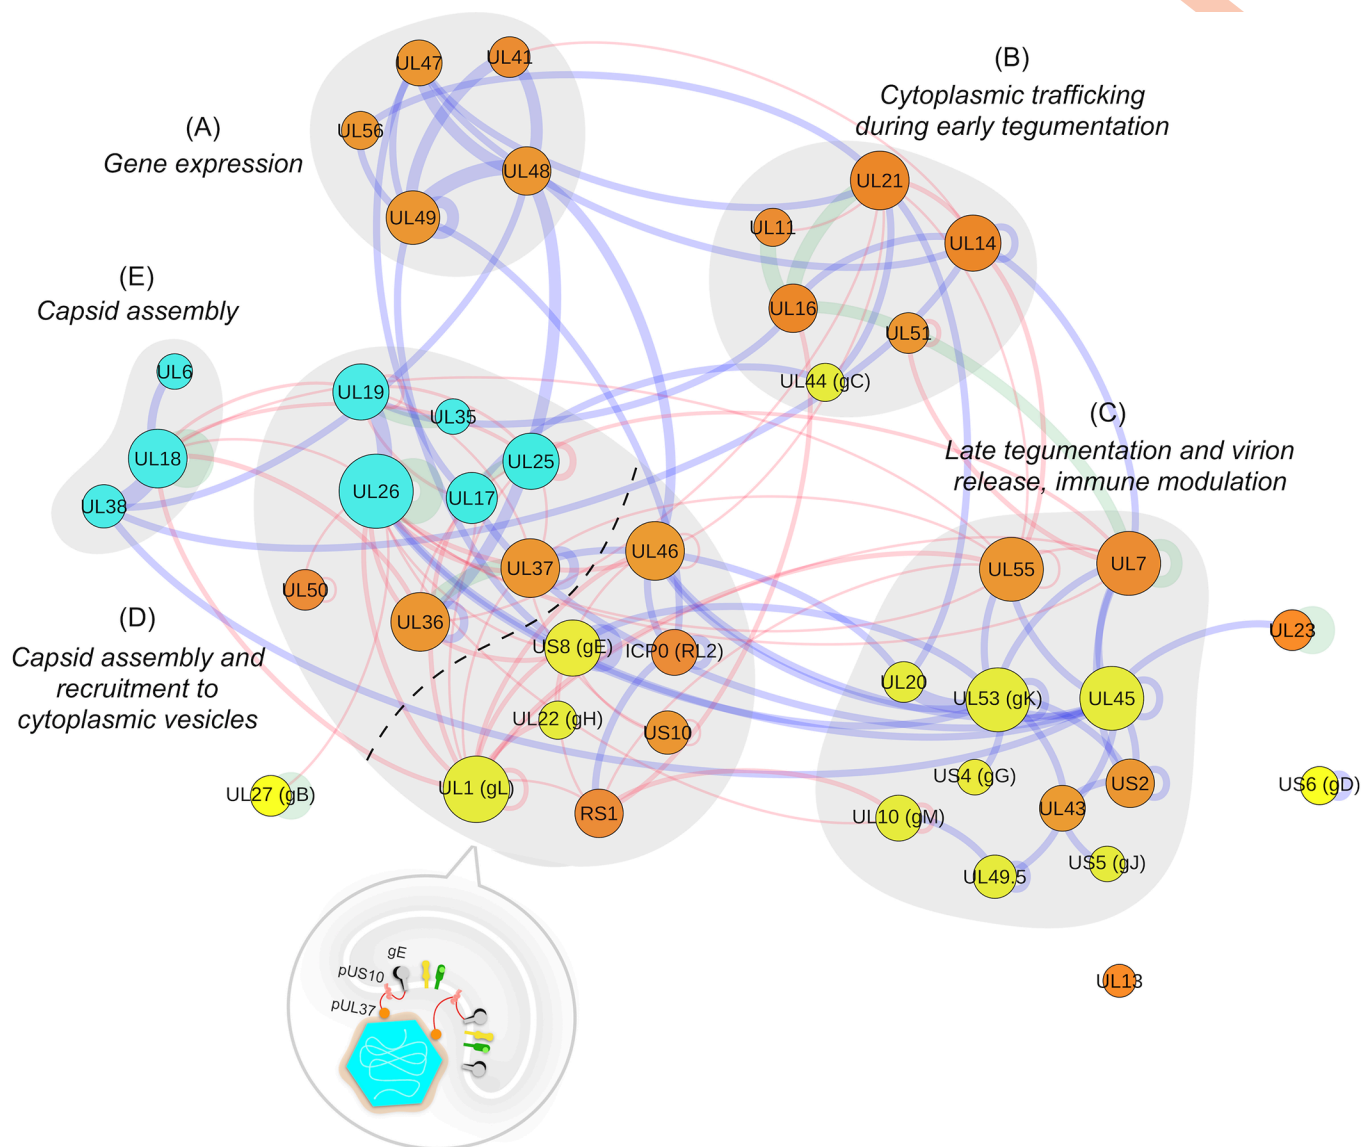 UL47
UL41
(B)
Cytoplasmic trafficking
during early tegumentation
(A)
Gene expression
UL56
UL48
UL49
UL21
UL11
UL14
UL16
UL51
UL44 (gC)
(E)
Capsid assembly
UL6
UL18
UL38
UL19
UL35
UL25
UL26
UL17
(C)
Late tegumentation and virion
release, immune modulation
UL50
UL37
UL46
UL36
US8 (gE)
ICP0 (RL2)
UL22 (gH)
US10
UL1 (gL)
RS1
(D)
Capsid assembly and
recruitment to
cytoplasmic vesicles
UL27 (gB)
UL55
UL7
UL23
UL20
UL53 (gK)
UL45
US4 (gG)
US2
UL43
UL10 (gM)
US5 (gJ)
UL49.5
US6 (gD)
UL13
gE
pUS10
pUL37